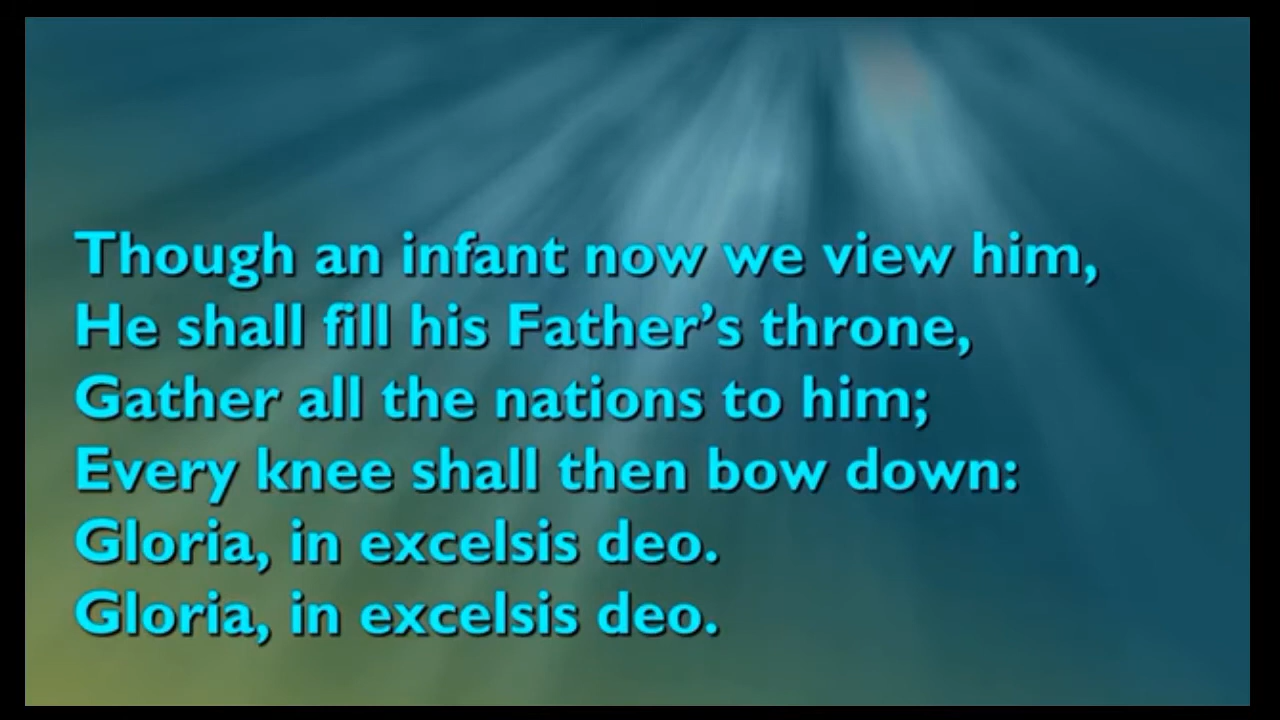 Though an infant now we view him,
He shall fill his Father’s throne,
Gather all the nations to him;
Every knee shall then bow down:
Gloria, in excelsis deo.
Gloria, in excelsis deo.